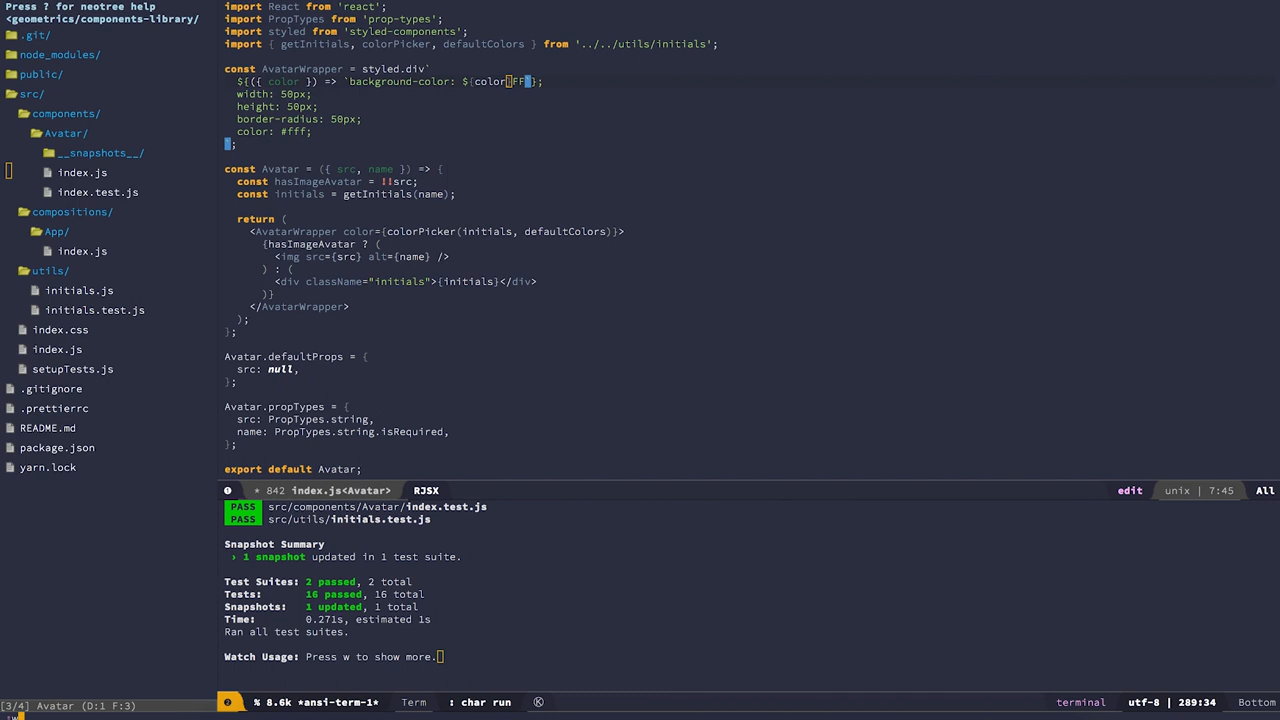 Press ? for neotree help
<geometrics/components-library/
.git/
node_modules/
public/
src/
components/
Avatar/
__snapshots__/
index.js
index.test.js
compositions/
App/
index.js
utils/
initials.js
initials.test.js
index.css
index.js
setupTests.js
.gitignore
.prettierrc
README.md
package.json
yarn.lock
[3/4] Avatar (D:1 F:3)
import React from 'react';
import PropTypes from 'prop-types';
import styled from 'styled-components';
import { getInitials, colorPicker, defaultColors } from '../../utils/initials';
const AvatarWrapper = styled.div`
${({ color }) => `background-color: ${color}FF`};
width: 50px;
height: 50px;
border-radius: 50px;
color: #fff;
`;
const Avatar = ({ src, name }) => {
const hasImageAvatar = !!src;
const initials = getInitials(name);
return (
<AvatarWrapper color={colorPicker(initials, defaultColors)}>
{hasImageAvatar ? (
<img src={src} alt={name} />
) : (
<div className="initials">{initials}</div>
)}
</AvatarWrapper>
);
};
Avatar.defaultProps = {
src: null,
};
Avatar.propTypes = {
src: PropTypes.string,
name: PropTypes.string.isRequired,
};
export default Avatar;
❶ * 842 index.js<Avatar> RJSX edit unix | 7:45 All
PASS src/components/Avatar/index.test.js
PASS src/utils/initials.test.js
Snapshot Summary
› 1 snapshot updated in 1 test suite.
Test Suites: 2 passed, 2 total
Tests: 16 passed, 16 total
Snapshots: 1 updated, 1 total
Time: 0.271s, estimated 1s
Ran all test suites.
Watch Usage: Press w to show more.
❷ % 8.6k *ansi-term-1* Term : char run Ⓚ terminal utf-8 | 289:34 Bottom